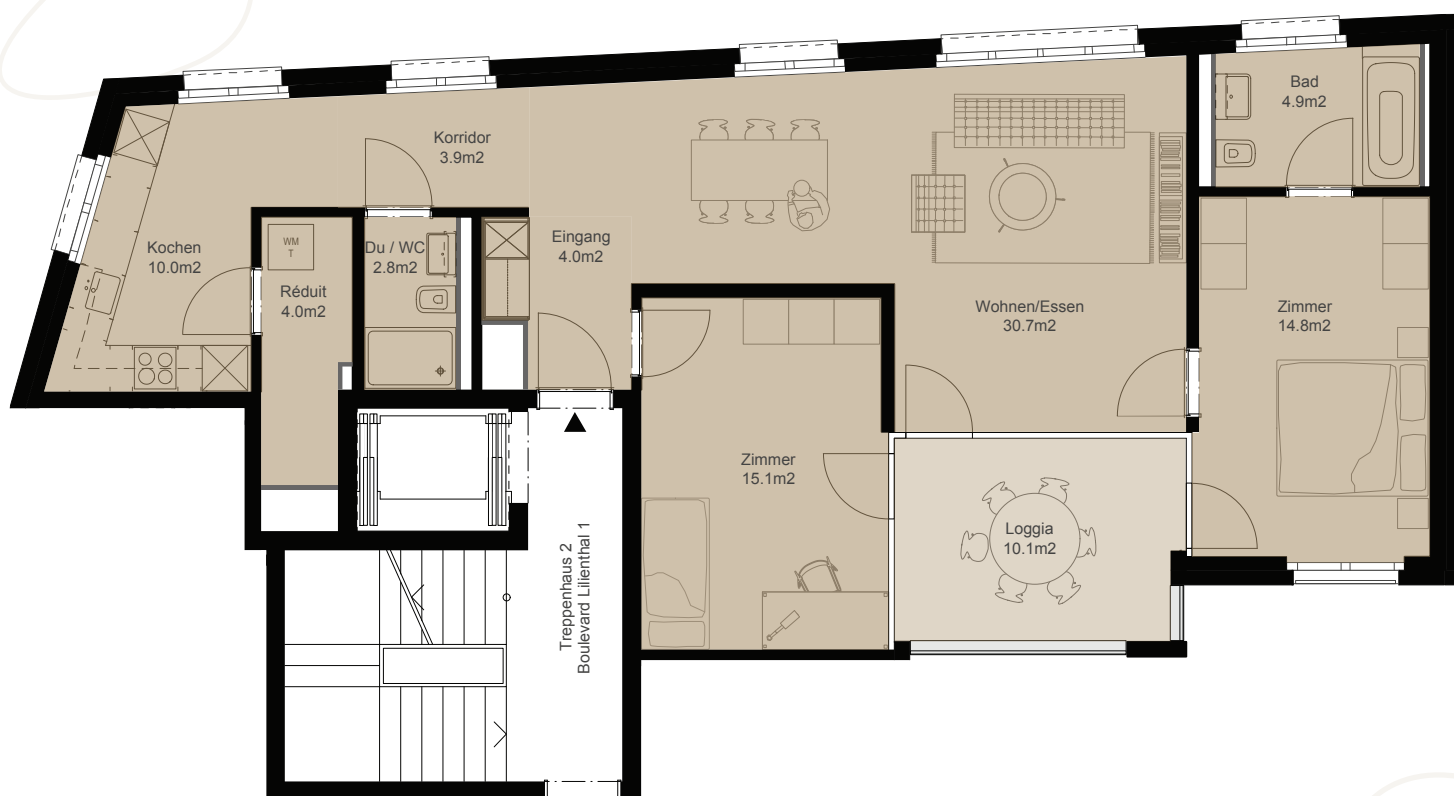 Bad
4.9m2
Korridor
3.9m2
Kochen
10.0m2
WM
T
Réduit
4.0m2
Du / WC
2.8m2
Eingang
4.0m2
Wohnen/Essen
30.7m2
Zimmer
14.8m2
Zimmer
15.1m2
Loggia
10.1m2
Treppenhaus 2
Boulevard Lilienthal 1